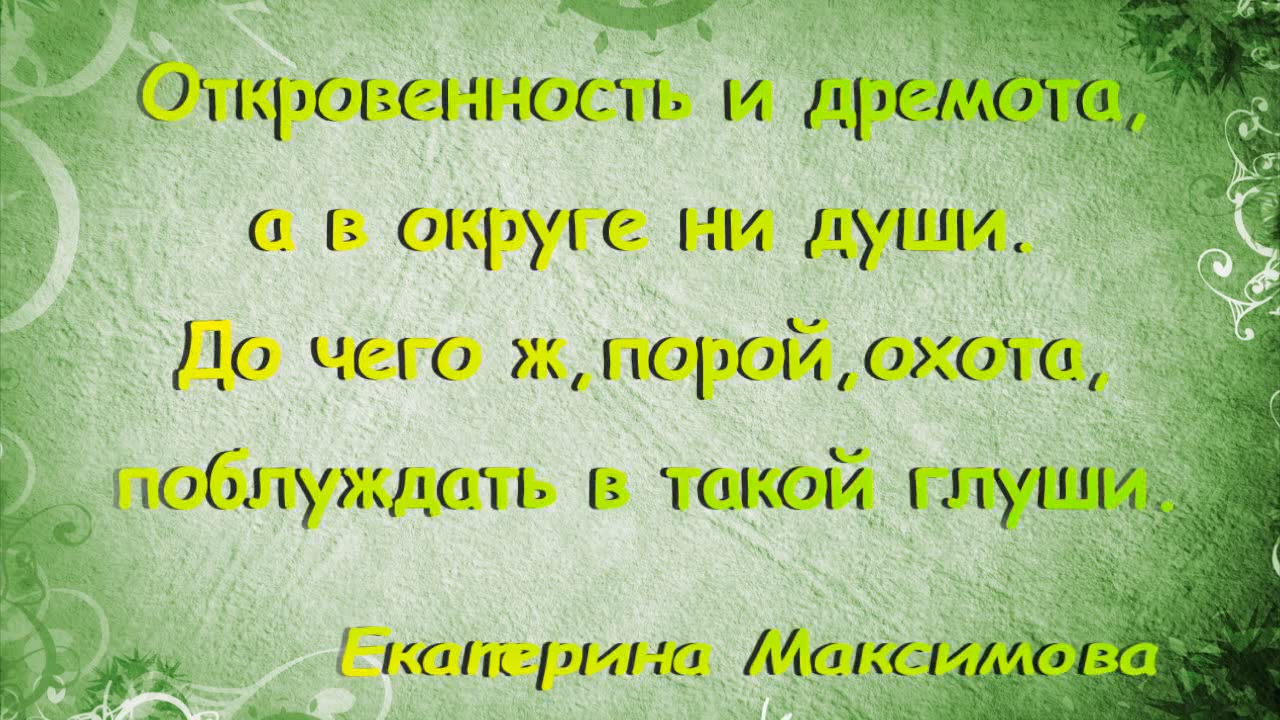 Откровенность и дремота,
а в округе ни души.
До чего ж,порой,охота,
поблуждать в такой глуши.
Екатерина Максимова